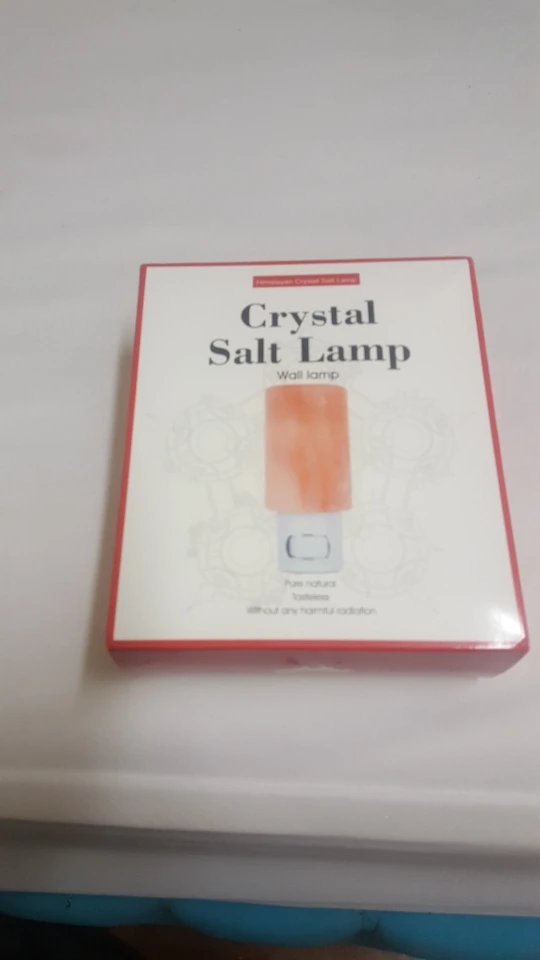 Himalayan Crystal Salt Lamp
Crystal
Salt Lamp
Wall lamp
Pure natural
Tasteless
Without any harmful radiation